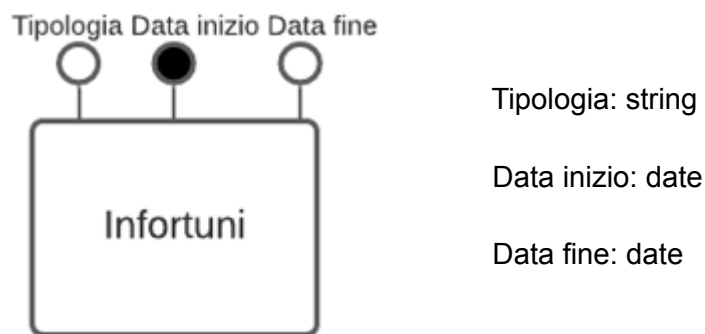 Tipologia Data inizio Data fine
Infortuni
Tipologia: string
Data inizio: date
Data fine: date